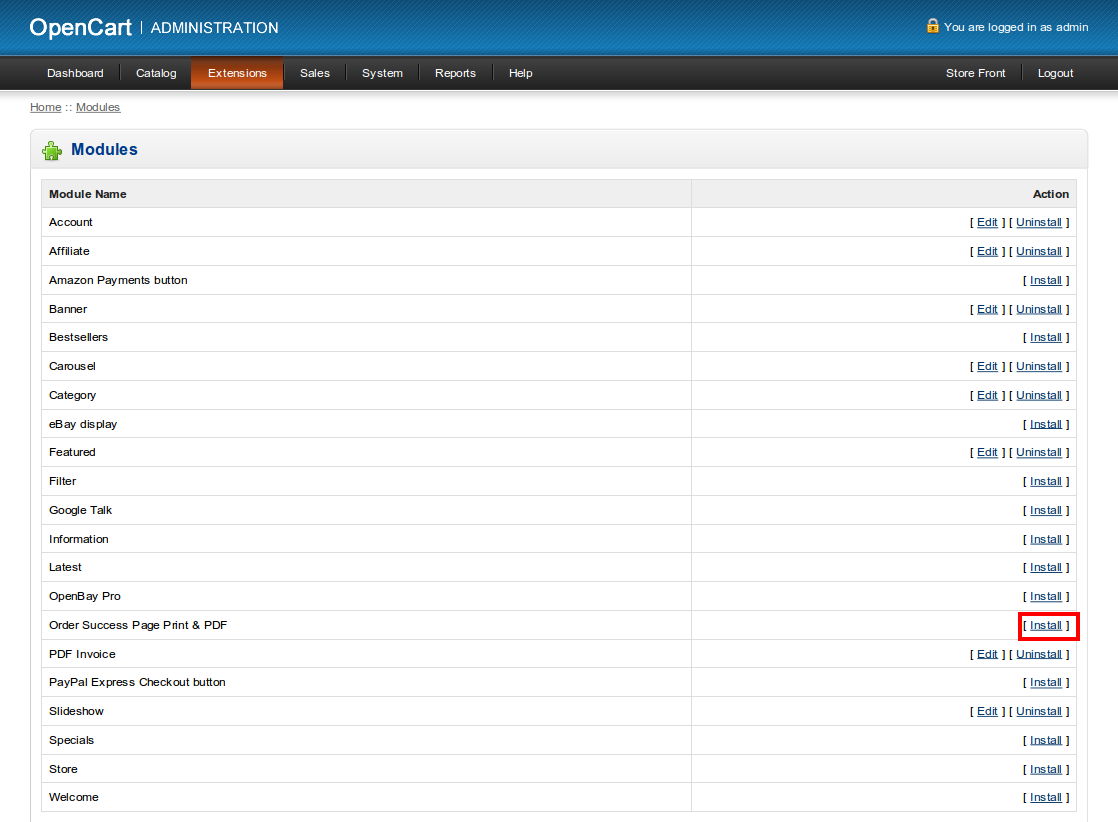 OpenCart | ADMINISTRATION You are logged in as admin
Dashboard Catalog Extensions Sales System Reports Help Store Front Logout
Home :: Modules
Modules
Module Name Action
Account [ Edit ] [ Uninstall ]
Affiliate [ Edit ] [ Uninstall ]
Amazon Payments button [ Install ]
Banner [ Edit ] [ Uninstall ]
Bestsellers [ Install ]
Carousel [ Edit ] [ Uninstall ]
Category [ Edit ] [ Uninstall ]
eBay display [ Install ]
Featured [ Edit ] [ Uninstall ]
Filter [ Install ]
Google Talk [ Install ]
Information [ Install ]
Latest [ Install ]
OpenBay Pro [ Install ]
Order Success Page Print & PDF [ Install ]
PDF Invoice [ Edit ] [ Uninstall ]
PayPal Express Checkout button [ Install ]
Slideshow [ Edit ] [ Uninstall ]
Specials [ Install ]
Store [ Install ]
Welcome [ Install ]